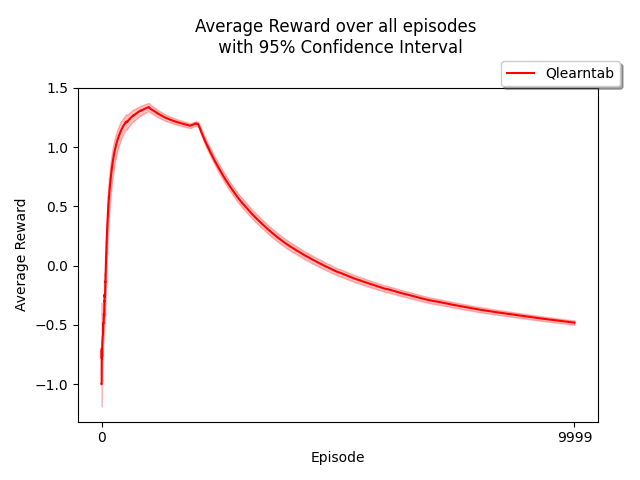 Average Reward over all episodes
with 95% Confidence Interval
Qlearntab
1.5
1.0
0.5
0.0
−0.5
−1.0
Average Reward
0
9999
Episode